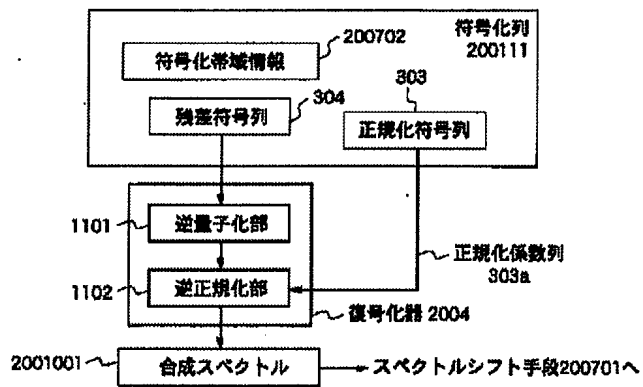 符号化列
200111
200702
符号化帯域情報
304
303
残差符号列
正規化符号列
1101
逆量子化部
正規化係数列
303a
1102
逆正規化部
復号化器 2004
2001001
合成スペクトル
スペクトルシフト手段200701へ